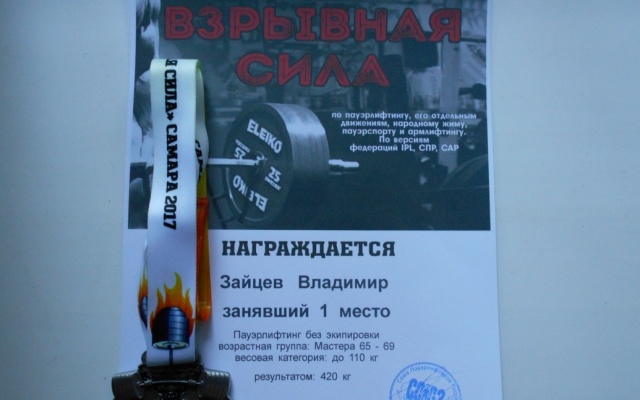 ВЗРЫВНАЯ
СИЛА
по пауэрлифтингу, его отдельным
движениям, народному жиму,
пауэрспорту и армлифтингу.
По версиям
федераций IPL, СПР, САР
Я СИЛА» САМАРА 2017
ELEIKO
25
ELEIKO
НАГРАЖДАЕТСЯ
Зайцев Владимир
занявший 1 место
Пауэрлифтинг без экипировки
возрастная группа: Мастера 65 - 69
весовая категория: до 110 кг
результатом: 420 кг